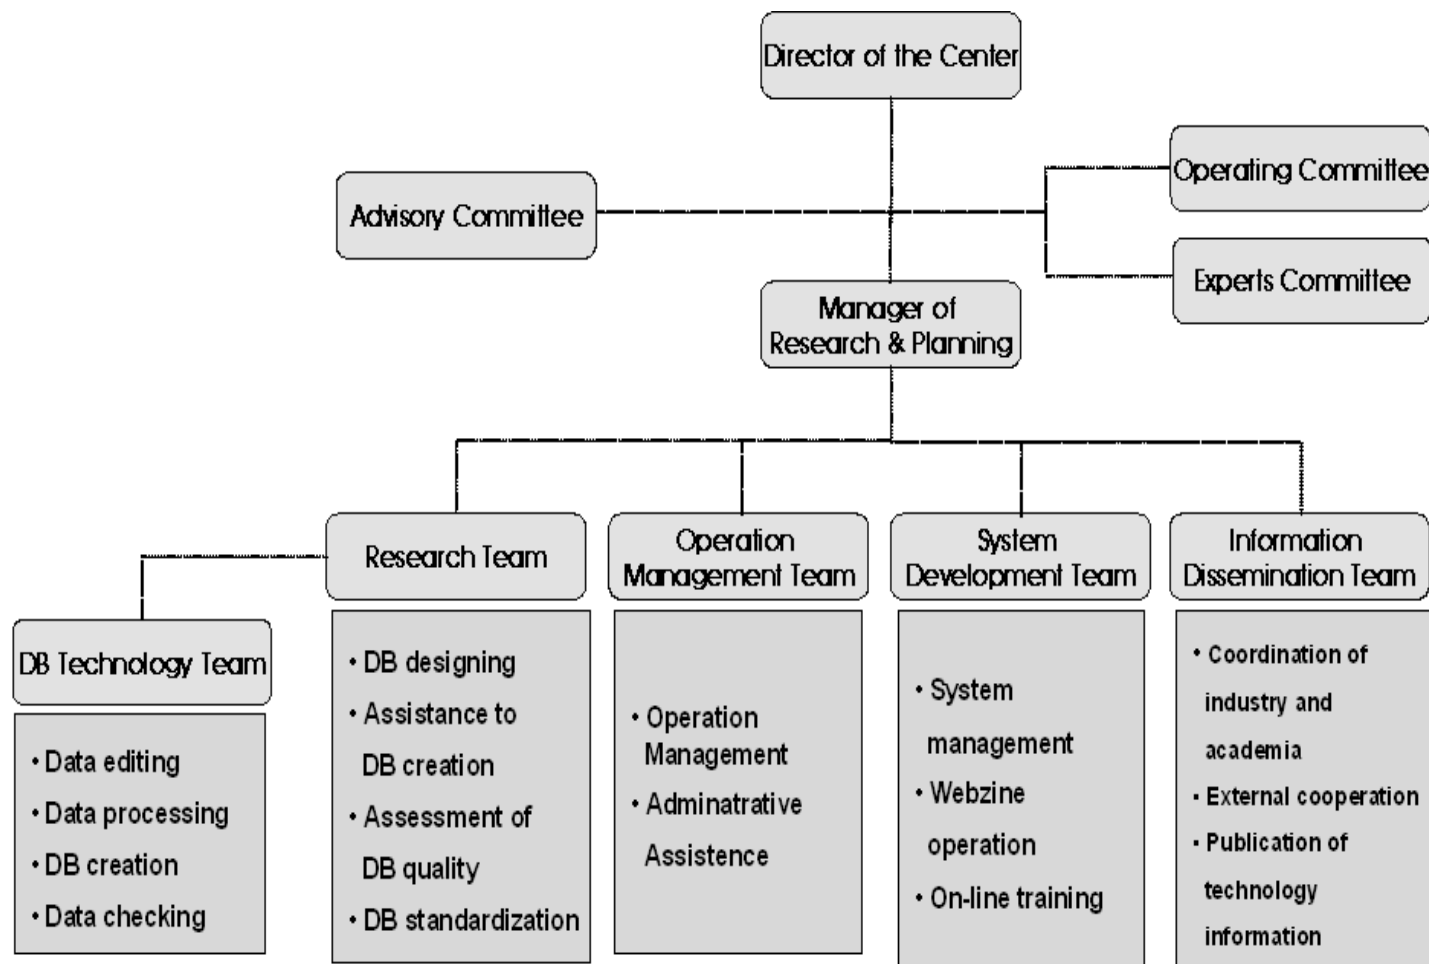 Director of the Center
Operating Committee
Advisory Committee
Experts Committee
Manager of
Research & Planning
Research Team
Operation
Management Team
System
Development Team
Information
Dissemination Team
DB Technology Team
• Data editing
• Data processing
• DB creation
• Data checking
• DB designing
• Assistance to
DB creation
• Assessment of
DB quality
• DB standardization
• Operation
Management
• Adminatrative
Assistence
• System
management
• Webzine
operation
• On-line training
• Coordination of
industry and
academia
• External cooperation
• Publication of
technology
information